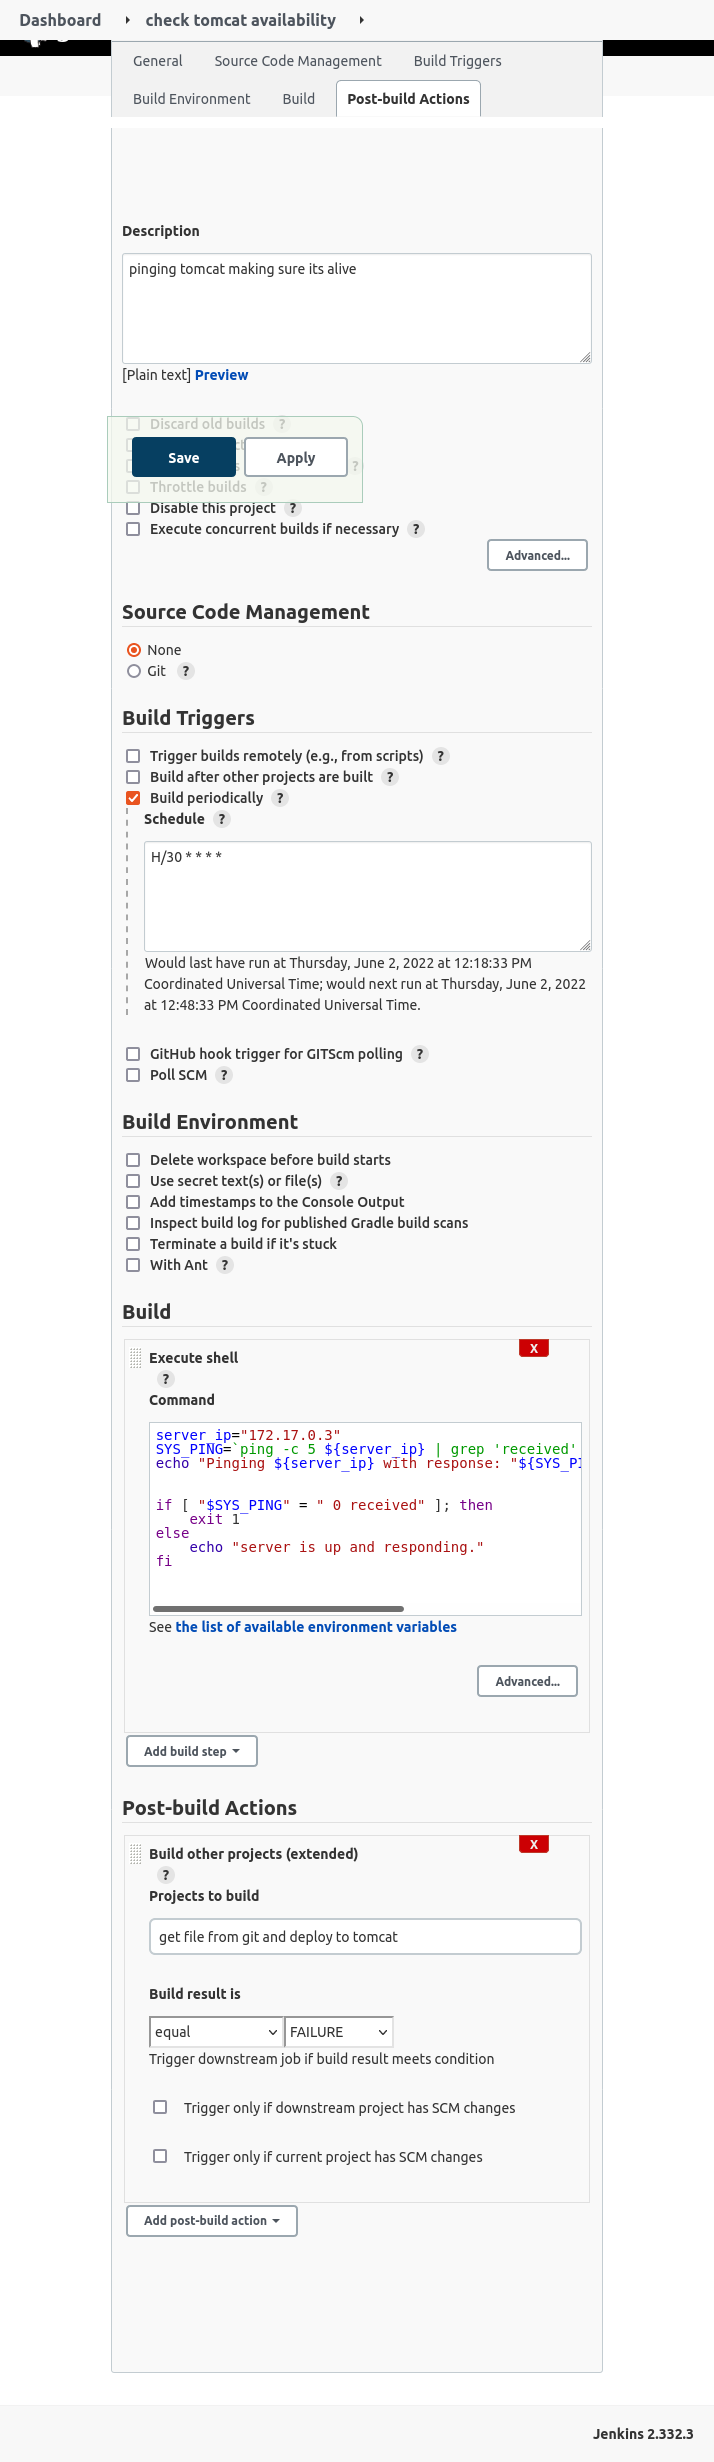 Dashboard check tomcat availability
General Source Code Management Build Triggers
Build Environment Build Post-build Actions
Description
pinging tomcat making sure its alive
[Plain text] Preview
Discard old builds ?
?
Save Apply
Throttle builds ?
Disable this project ?
Execute concurrent builds if necessary ?
Advanced...
Source Code Management
None
Git ?
Build Triggers
Trigger builds remotely (e.g., from scripts) ?
Build after other projects are built ?
Build periodically ?
Schedule ?
H/30 * * * *
Would last have run at Thursday, June 2, 2022 at 12:18:33 PM
Coordinated Universal Time; would next run at Thursday, June 2, 2022
at 12:48:33 PM Coordinated Universal Time.
GitHub hook trigger for GITScm polling ?
Poll SCM ?
Build Environment
Delete workspace before build starts
Use secret text(s) or file(s) ?
Add timestamps to the Console Output
Inspect build log for published Gradle build scans
Terminate a build if it's stuck
With Ant ?
Build
X
Execute shell
?
Command
server_ip="172.17.0.3"
SYS_PING=`ping -c 5 ${server_ip} | grep 'received'
echo "Pinging ${server_ip} with response: "${SYS_PI
if [ "$SYS_PING" = " 0 received" ]; then
exit 1
else
echo "server is up and responding."
fi
See the list of available environment variables
Advanced...
Add build step
Post-build Actions
X
Build other projects (extended)
?
Projects to build
get file from git and deploy to tomcat
Build result is
equal FAILURE
Trigger downstream job if build result meets condition
Trigger only if downstream project has SCM changes
Trigger only if current project has SCM changes
Add post-build action
Jenkins 2.332.3